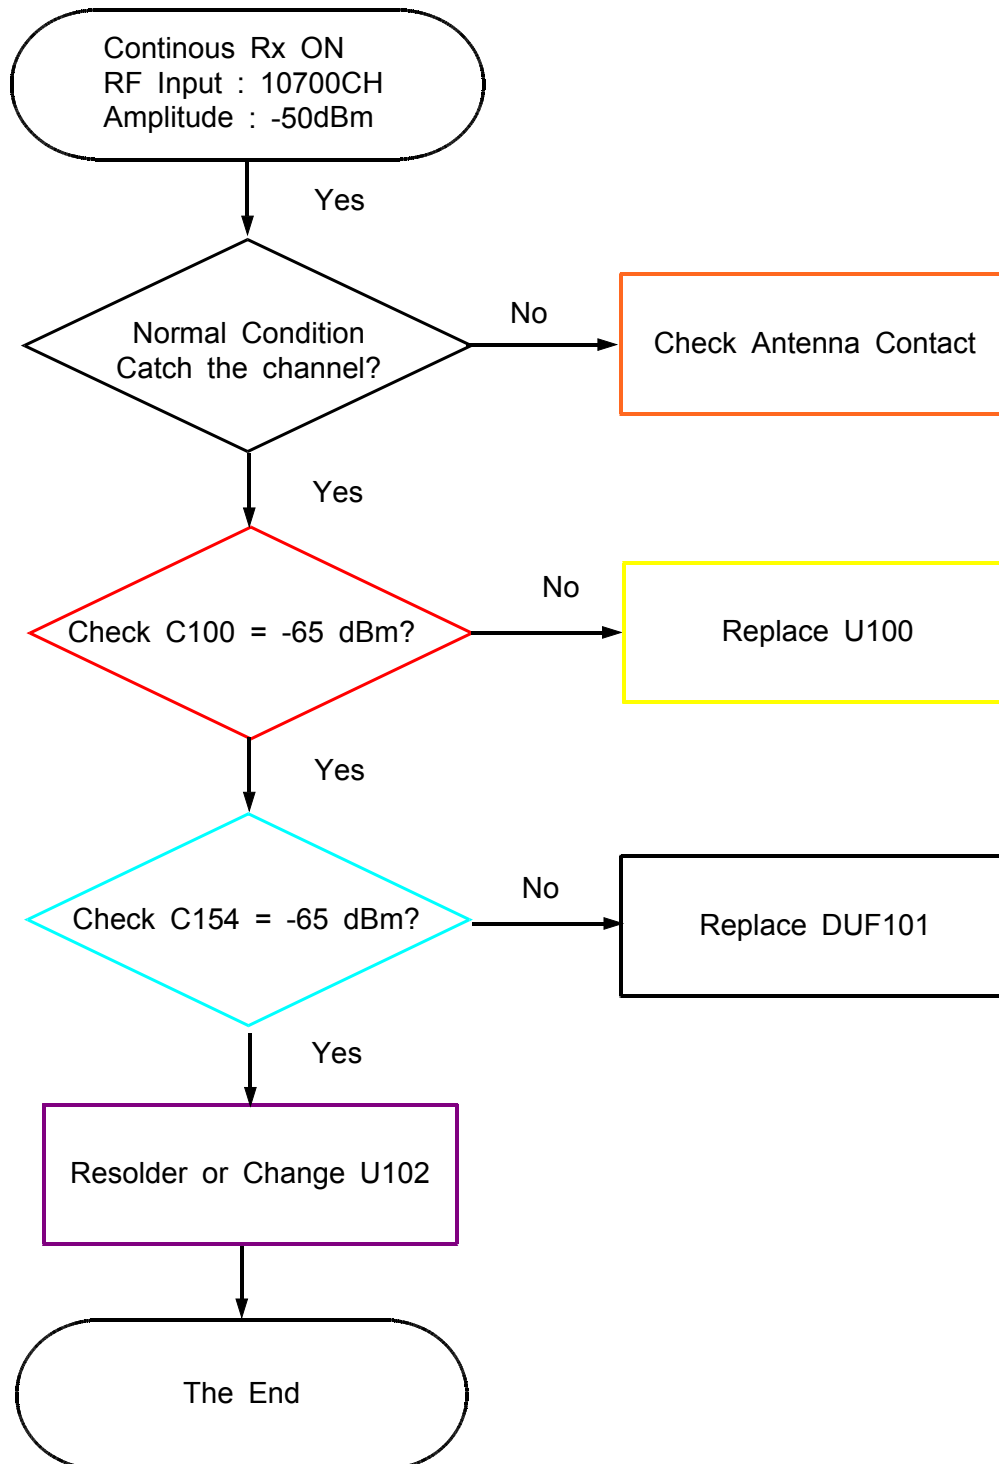 Continous Rx ON
RF Input : 10700CH
Amplitude : -50dBm
Yes
Normal Condition
Catch the channel?
No
Check Antenna Contact
Yes
Check C100 = -65 dBm?
No
Replace U100
Yes
Check C154 = -65 dBm?
No
Replace DUF101
Yes
Resolder or Change U102
The End